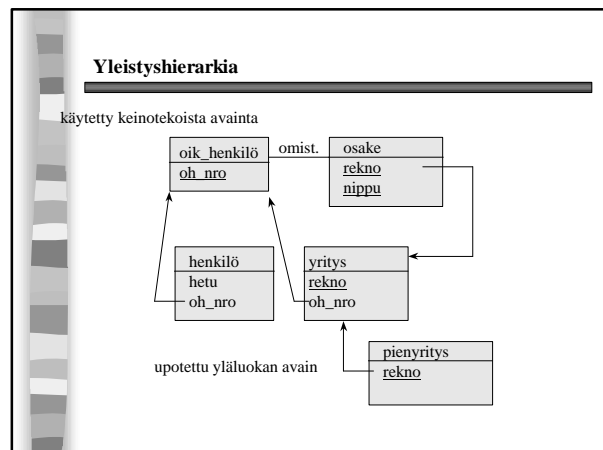 Yleistyshierarkia
käytetty keinotekoista avainta
oik_henkilö
oh_nro
omist.
osake
rekno
nippu
henkilö
hetu
oh_nro
yritys
rekno
oh_nro
upotettu yläluokan avain
pienyritys
rekno